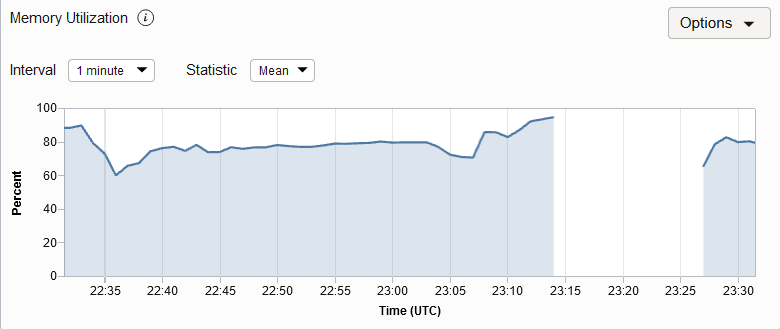 Memory Utilization i
Options
Interval 1 minute Statistic Mean
100
80
60
40
20
0
Percent
22:35 22:40 22:45 22:50 22:55 23:00 23:05 23:10 23:15 23:20 23:25 23:30
Time (UTC)